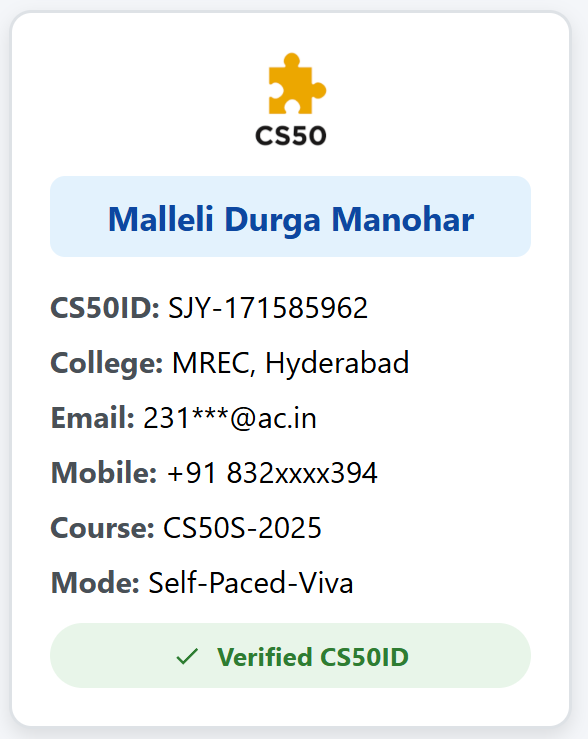 CS50
Malleli Durga Manohar
CS50ID: SJY-171585962
College: MREC, Hyderabad
Email: 231***@ac.in
Mobile: +91 832xxxx394
Course: CS50S-2025
Mode: Self-Paced-Viva
✓ Verified CS50ID